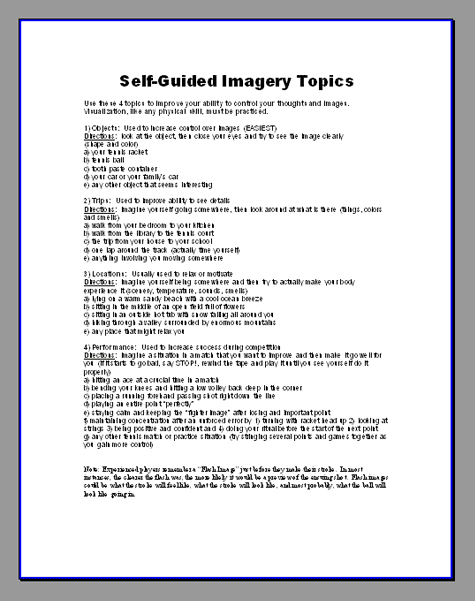 Self-Guided Imagery Topics
Use these 4 topics to improve your ability to control your thoughts and images.
Visualization, like any physical skill, must be practiced.
1) Objects: Used to increase control over images (EASIEST)
Directions: look at the object, then close your eyes and try to see the image clearly
(shape and color)
a) your tennis racket
b) tennis ball
c) tooth paste container
d) your car or your family's car
e) any other object that seems interesting
2) Trips: Used to improve ability to see details
Directions: Imagine yourself going somewhere, then look around at what is there (things, colors
and smells)
a) walk from your bedroom to your kitchen
b) walk from the library to the tennis court
c) the trip from your house to your school
d) one lap around the track (actually time yourself)
e) anything involving you moving somewhere
3) Locations: Usually used to relax or motivate
Directions: Imagine yourself being somewhere and then try to actually make your body
experience it (scenery, temperature, sounds, smells)
a) lying on a warm sandy beach with a cool ocean breeze
b) sitting in the middle of an open field full of flowers
c) sitting in an outside hot tub with snow falling all around you
d) hiking through a valley surrounded by enormous mountains
e) any place that might relax you
4) Performance: Used to increase success during competition
Directions: Imagine a situation in a match that you want to improve and then make it go well for
you (if it starts to go bad, say STOP!, rewind the tape and play it until you see yourself do it
properly)
a) hitting an ace at a crucial time in a match
b) bending your knees and hitting a low volley back deep in the corner
c) placing a running forehand passing shot right down the line
d) playing an entire point "perfectly"
e) staying calm and keeping the "fighter image" after losing and important point
f) maintaining concentration after an unforced error by: 1) turning with racket head up 2) looking at
strings 3) being positive and confident and 4) doing your ritual before the start of the next point
g) any other tennis match or practice situation (try stringing several points and games together as
you gain more control)
Note: Experienced players remember a "Flash Image" just before they make their stroke. In most
instances, the clearer the flash was, the more likely it would be a preview of the ensuing shot. Flash images
could be what the stroke will feel like, what the stroke will look like, and most probably, what the ball will
look like going in.